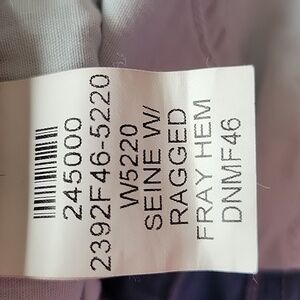 245000
2392F46-5220
W5220
SEINE W/
RAGGED
FRAY HEM
DNMF46